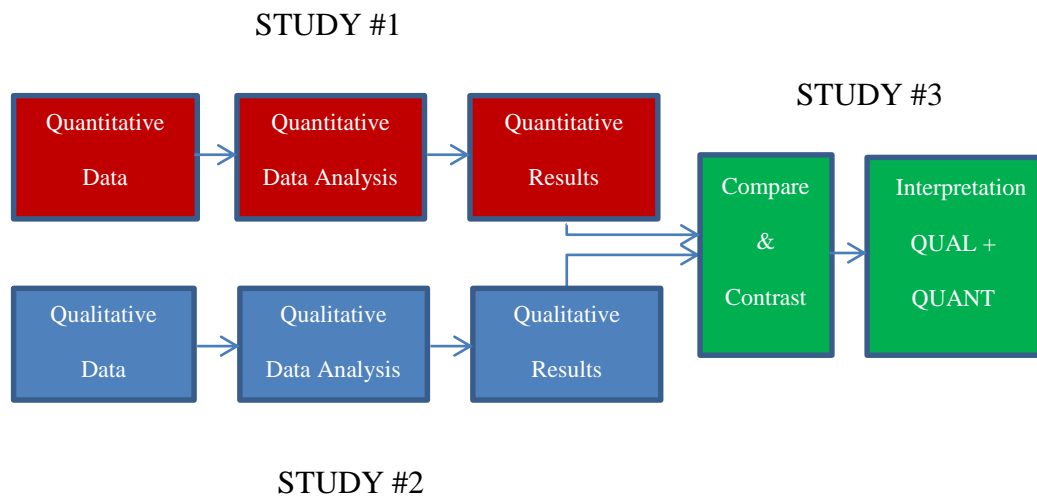 STUDY #1
Quantitative
Data
Quantitative
Data Analysis
Quantitative
Results
STUDY #3
Compare
&
Contrast
Interpretation
QUAL +
QUANT
Qualitative
Data
Qualitative
Data Analysis
Qualitative
Results
STUDY #2